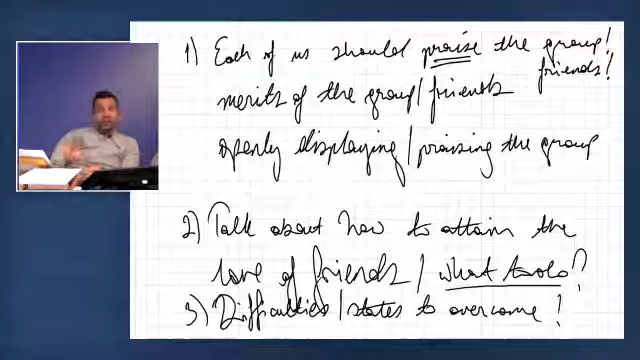 1) Each of us should praise the group!
friends!
merits of the group/friends
openly displaying/praising the group
2) Talk about how to attain the
love of friends/what tools?
3) Difficulties/states to overcome!